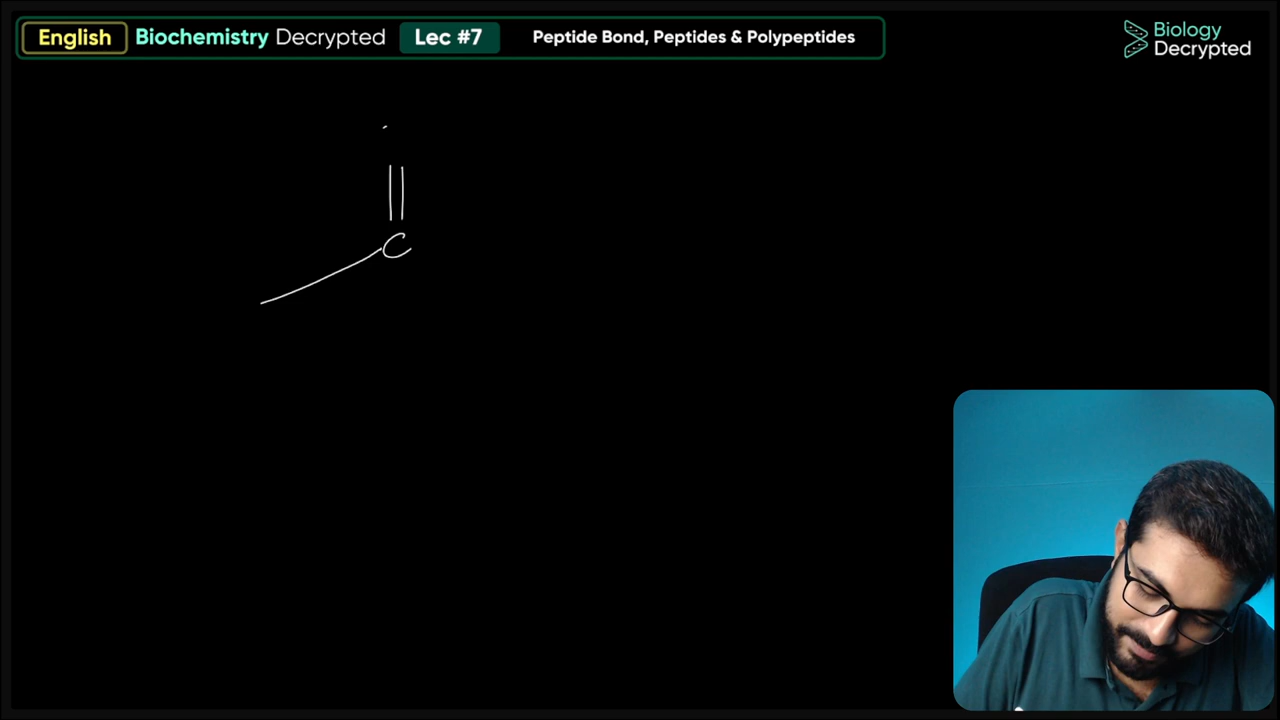 English Biochemistry Decrypted Lec #7 Peptide Bond, Peptides & Polypeptides
Biology
Decrypted
C